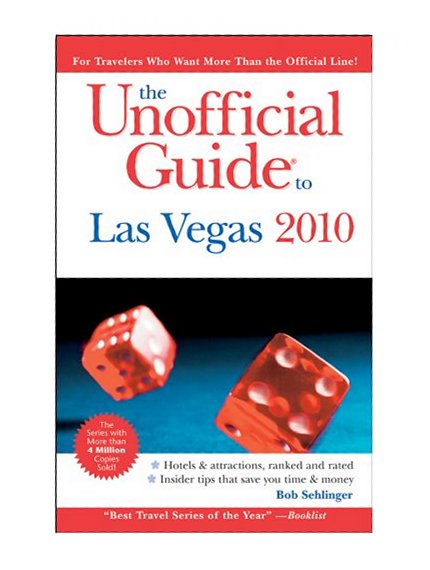 For Travelers Who Want More Than the Official Line!
the
Unofficial
Guide® to
Las Vegas 2010
The
Series with
More than
4 Million
Copies
Sold!
* Hotels & attractions, ranked and rated
* Insider tips that save you time & money
Bob Sehlinger
“Best Travel Series of the Year” —Booklist